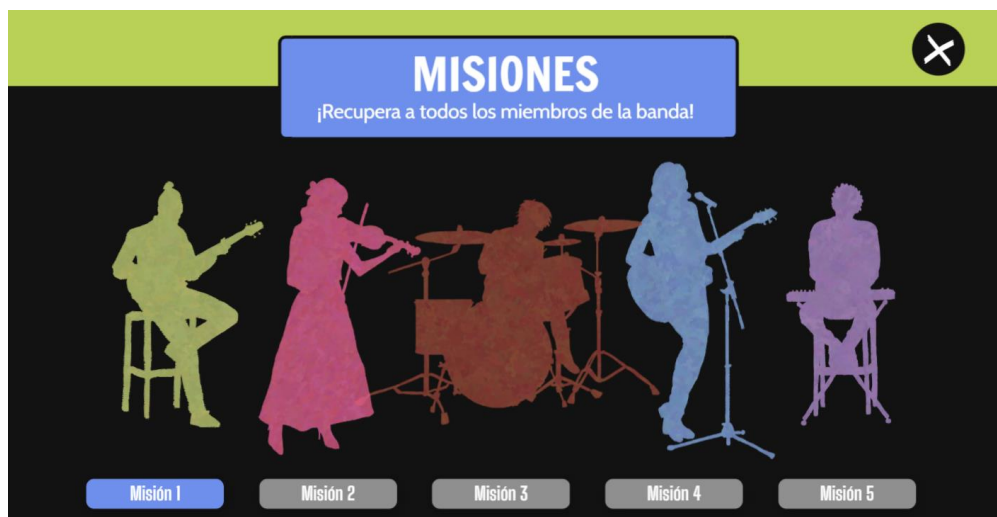 MISIONES
¡Recupera a todos los miembros de la banda!
Misión 1
Misión 2
Misión 3
Misión 4
Misión 5